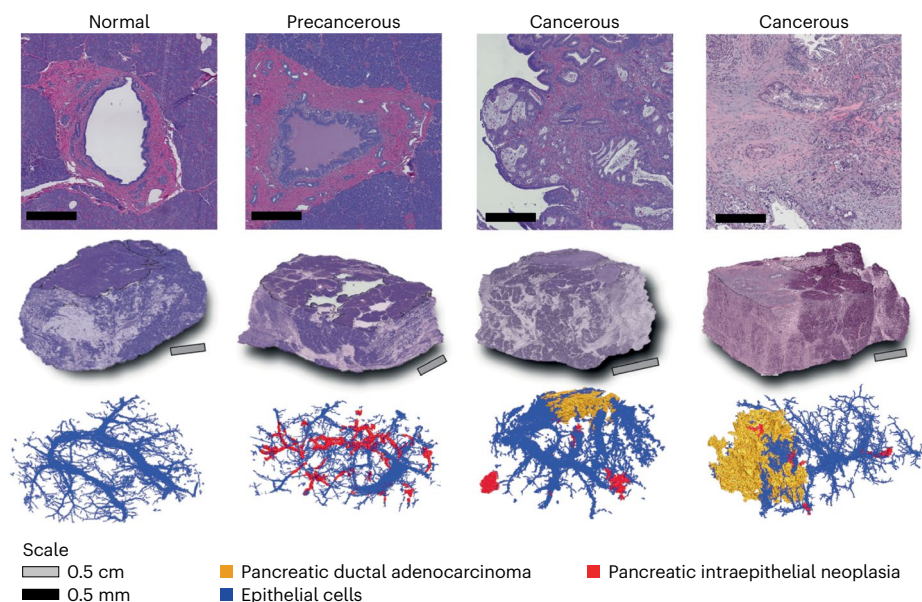 Normal
Precancerous
Cancerous
Cancerous
Scale
0.5 cm
0.5 mm
Pancreatic ductal adenocarcinoma
Epithelial cells
Pancreatic intraepithelial neoplasia